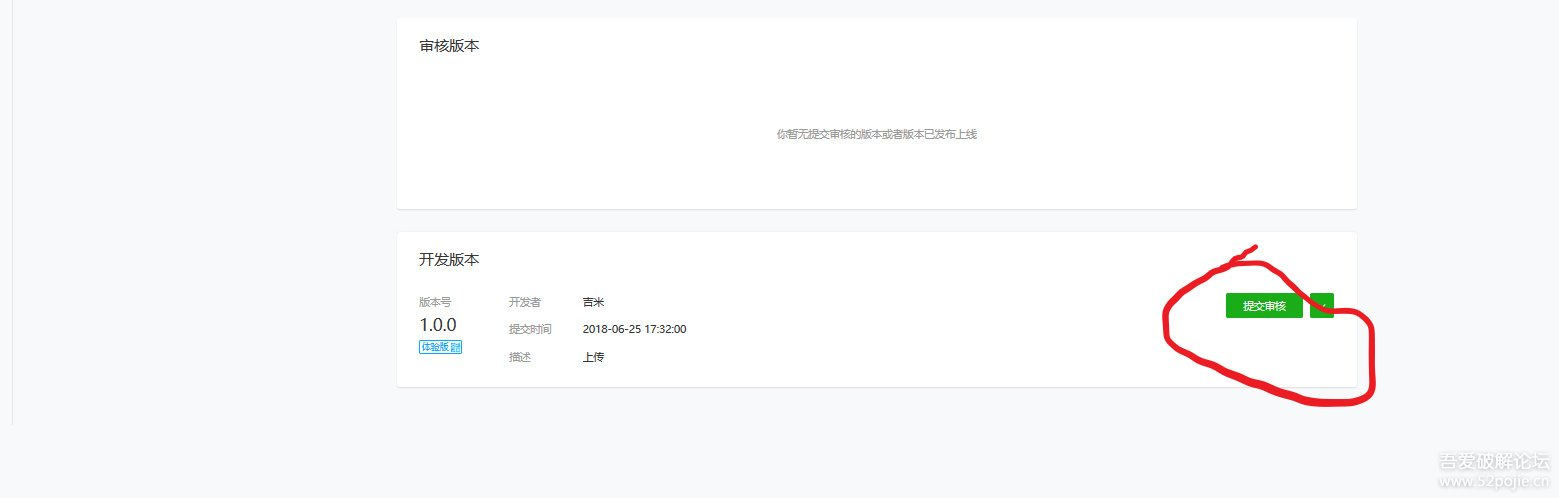 审核版本
你暂无提交审核的版本或者版本已发布上线
开发版本
版本号
1.0.0
体验版
开发者 吉米
提交时间 2018-06-25 17:32:00
描述 上传
提交审核
吾爱破解论坛
www.52pojie.cn